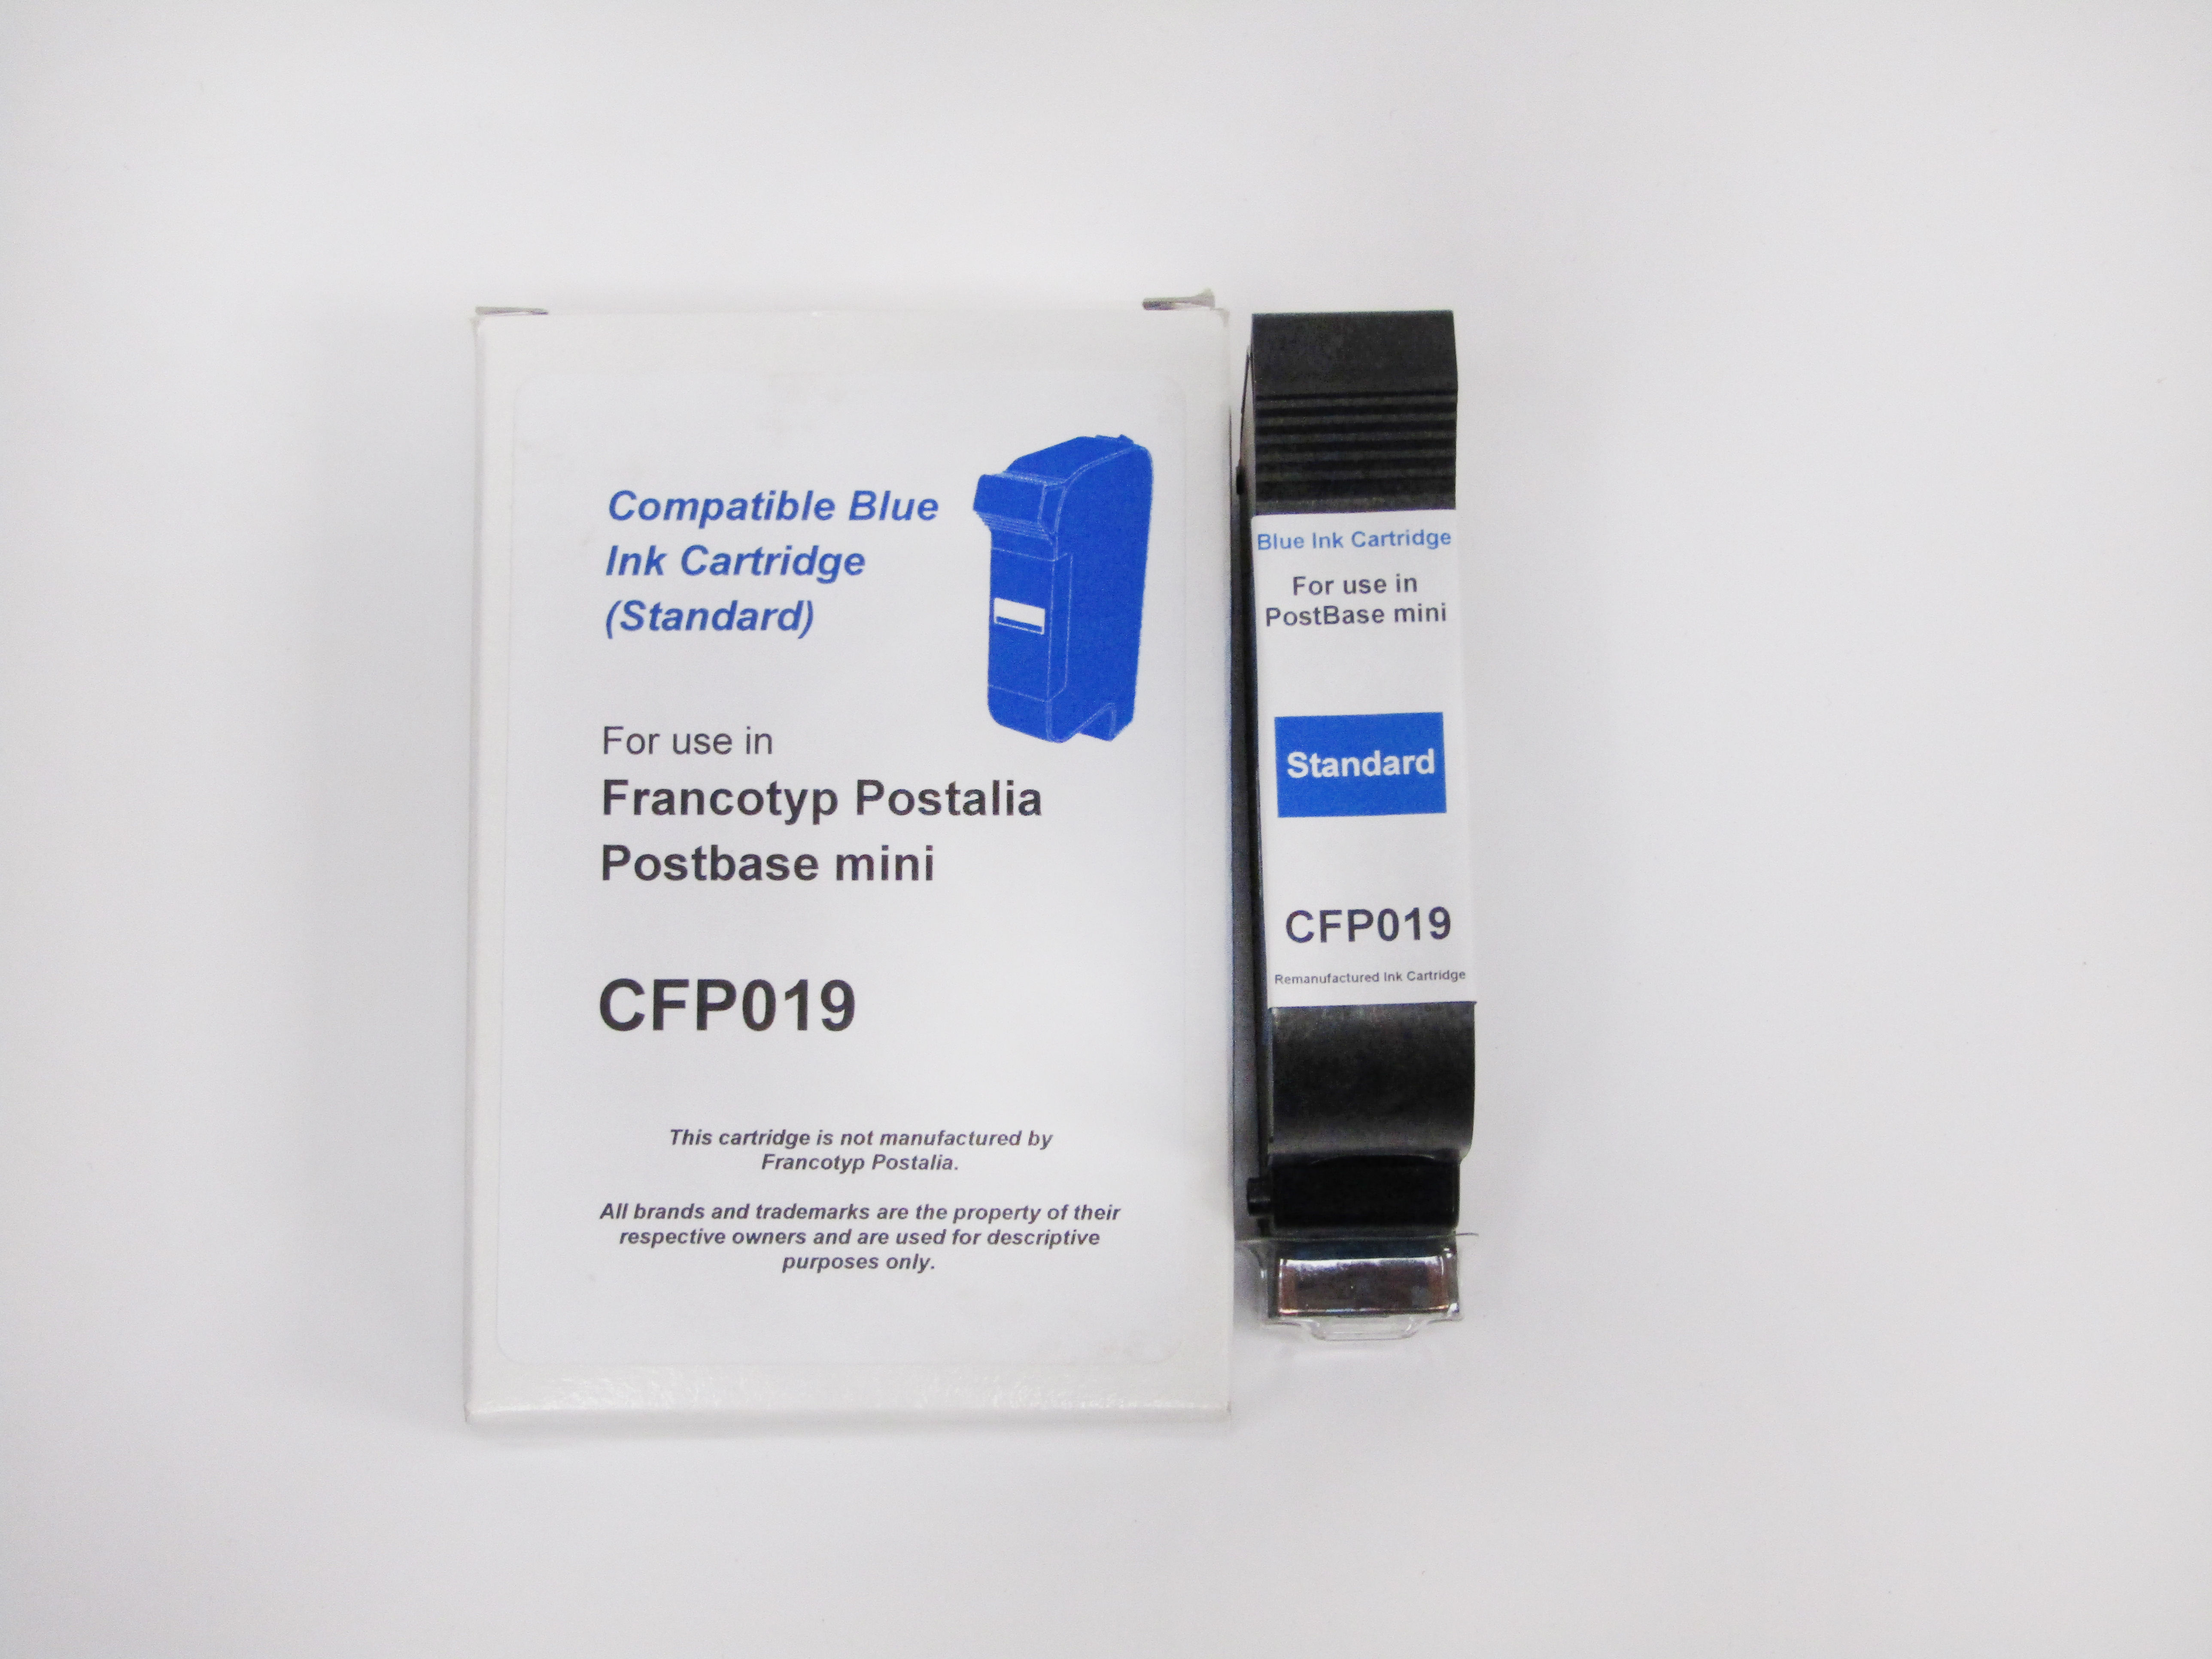 Compatible Blue
Ink Cartridge
(Standard)
For use in
Francotyp Postalia
Postbase mini
CFP019
This cartridge is not manufactured by
Francotyp Postalia.
All brands and trademarks are the property of their
respective owners and are used for descriptive
purposes only.
Blue Ink Cartridge
For use in
PostBase mini
Standard
CFP019
Remanufactured Ink Cartridge